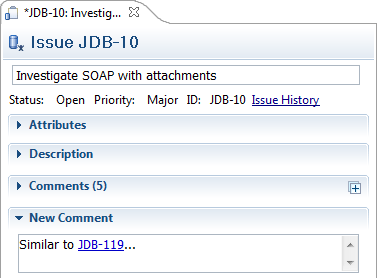 *JDB-10: Investig...
Issue JDB-10
Investigate SOAP with attachments
Status: Open Priority: Major ID: JDB-10 Issue History
Attributes
Description
Comments (5)
New Comment
Similar to JDB-119...